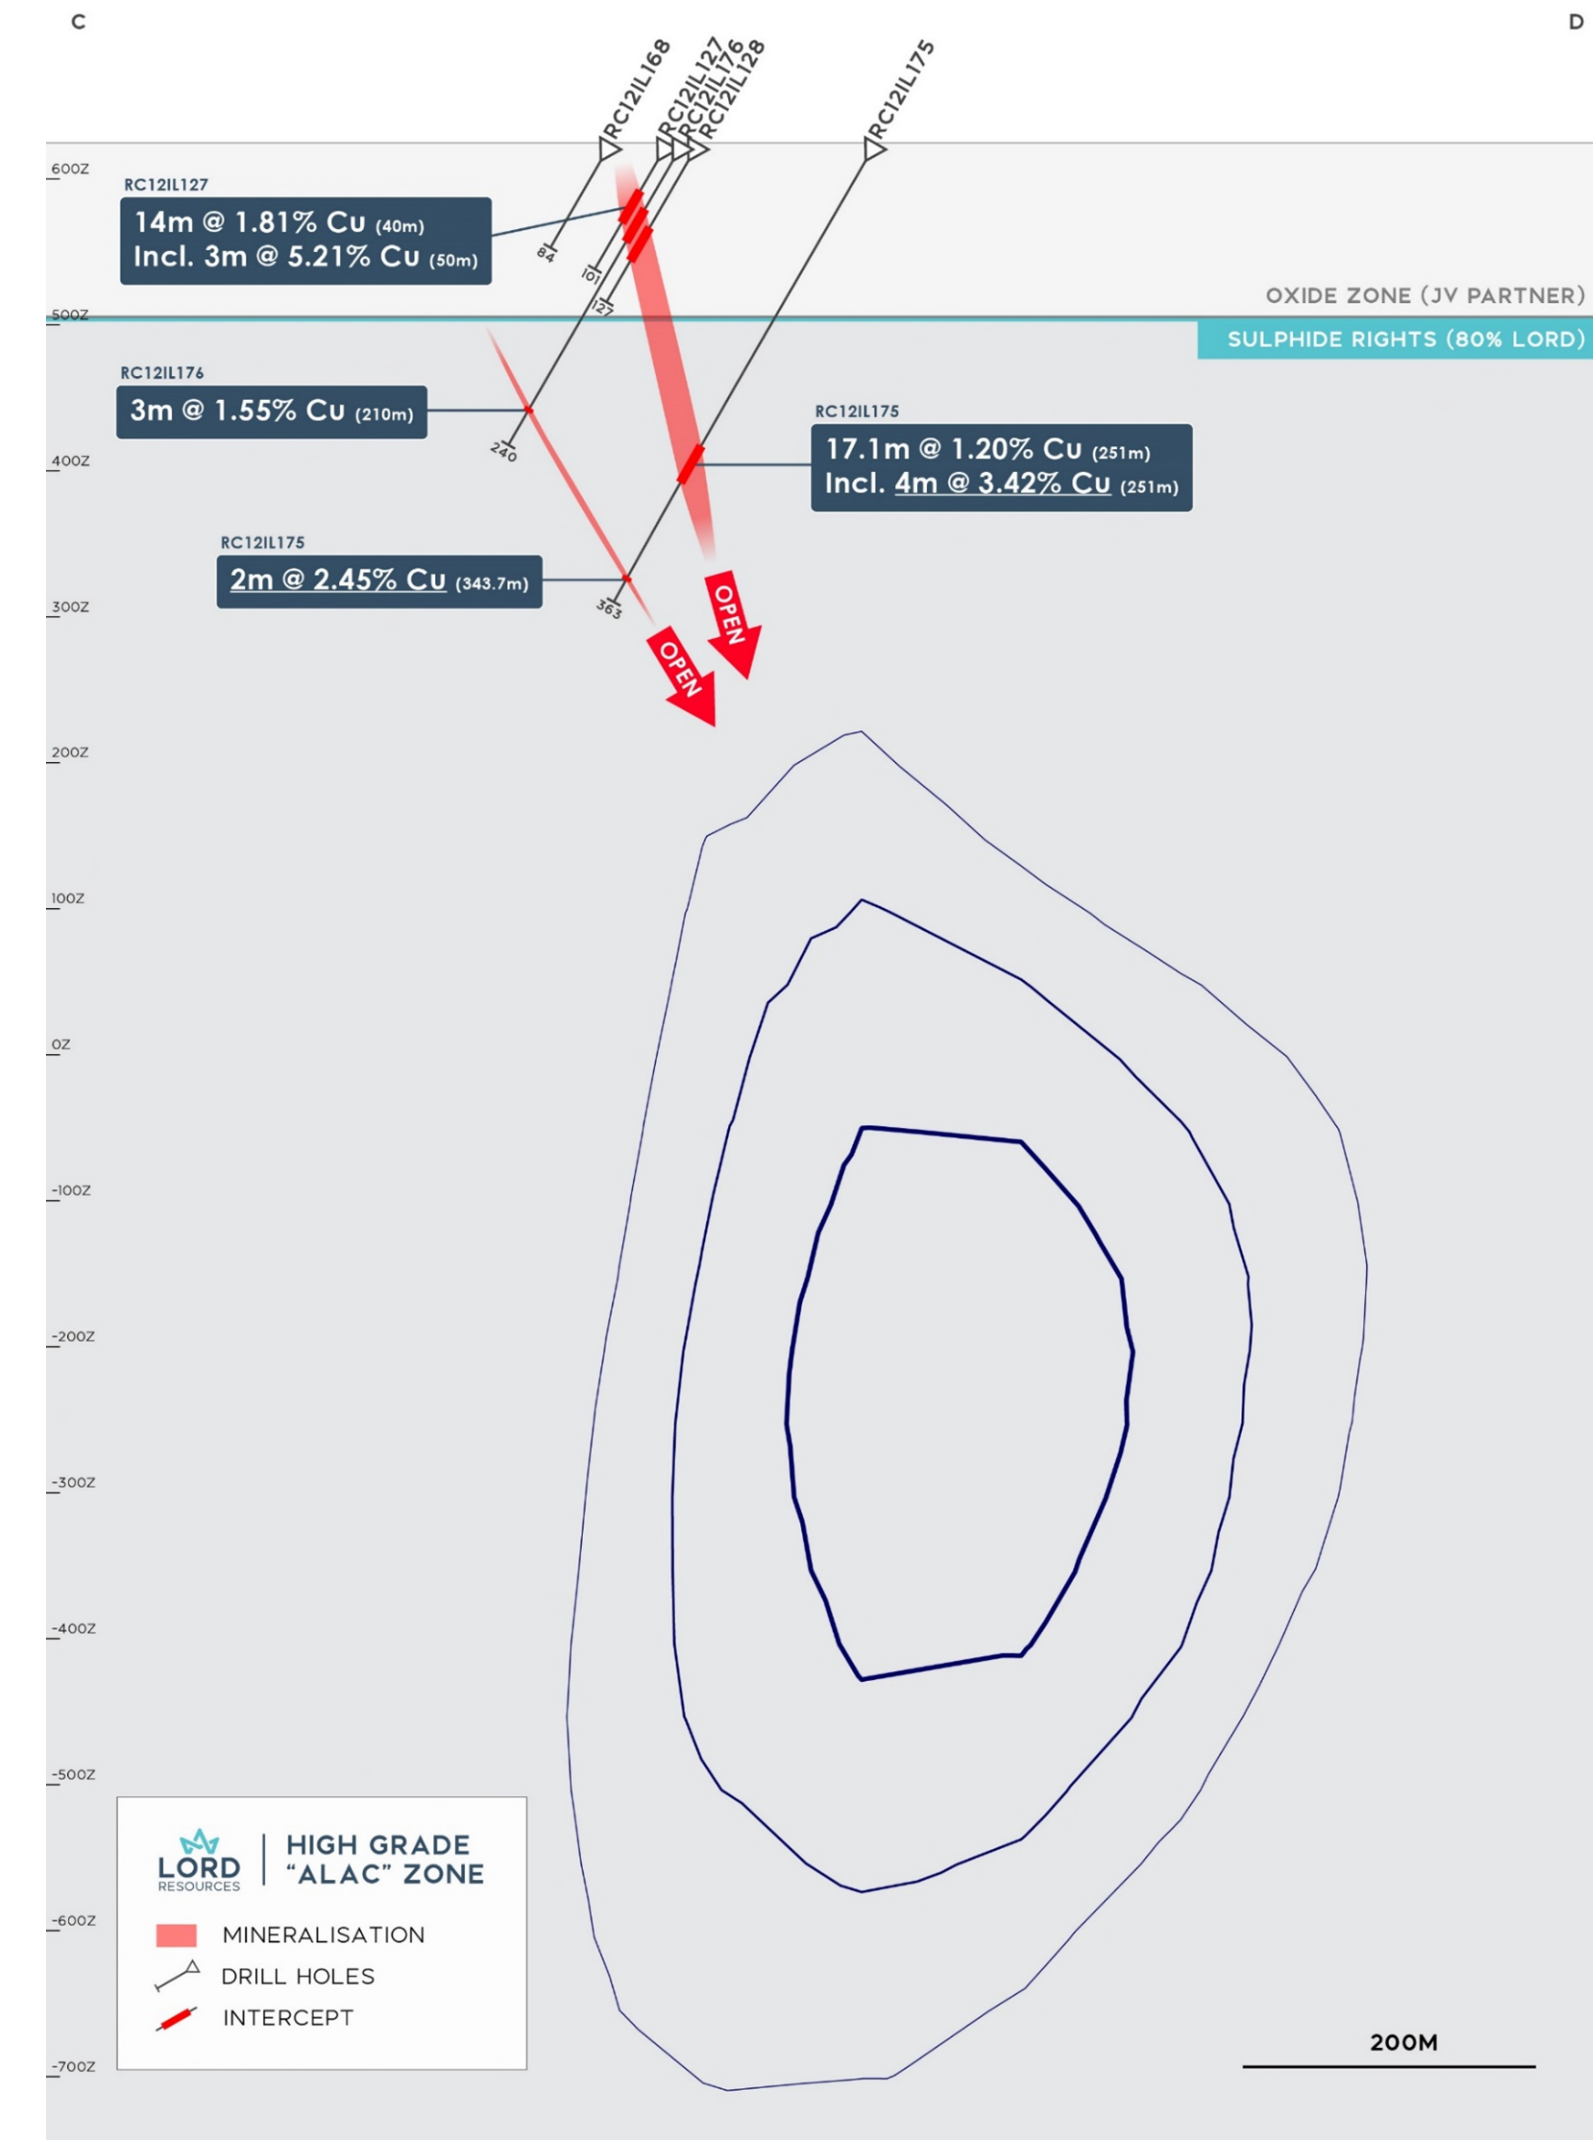 C
D
RC12IL168
RC12IL127
RC12IL176
RC12IL128
RC12IL175
600Z
RC12IL127
14m @ 1.81% Cu (40m)
Incl. 3m @ 5.21% Cu (50m)
84
101
127
OXIDE ZONE (JV PARTNER)
500Z
SULPHIDE RIGHTS (80% LORD)
RC12IL176
3m @ 1.55% Cu (210m)
240
RC12IL175
17.1m @ 1.20% Cu (251m)
Incl. 4m @ 3.42% Cu (251m)
400Z
RC12IL175
2m @ 2.45% Cu (343.7m)
363
300Z
OPEN
OPEN
200Z
100Z
0Z
-100Z
-200Z
-300Z
-400Z
-500Z
LORD
RESOURCES
HIGH GRADE
“ALAC” ZONE
-600Z
MINERALISATION
DRILL HOLES
INTERCEPT
-700Z
200M